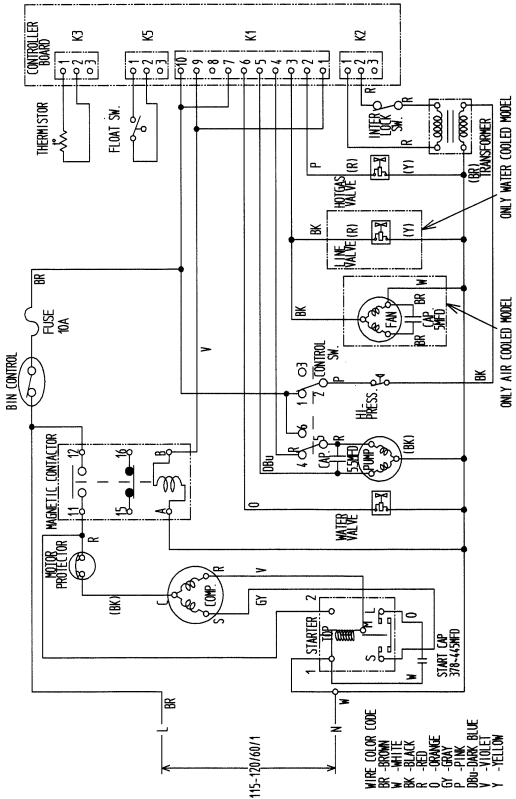 CONTROLLER
BOARD
K3
1
2
3
K5
1
2
3
K1
10
9
8
7
6
5
4
3
2
1
K2
1
2
3
THERMISTOR
FLOAT SW.
INTER
LOCK
SW.
R
R
TRANSFORMER
(BR)
P
HOTGAS
VALVE
(R)
(Y)
BK
LINE
VALVE
(R)
(Y)
ONLY WATER COOLED MODEL
BK
FAN
W
BR
BR
CAP
5MFD
ONLY AIR COOLED MODEL
BR
FUSE
10A
BIN CONTROL
V
CONTROL
SW.
1
2
3
4
5
6
P
HI-
PRESS.
BK
DBu
R
R
CAP.
55MFD
PUMP
(BK)
O
WATER
VALVE
MAGNETIC CONTACTOR
11
12
15
16
A
B
MOTOR
PROTECTOR
R
(BK)
COMP.
C
R
S
V
GY
STARTER
1
2
TOP
M
S
L
W
O
START CAP
378~445MFD
L
BR
N
W
115-120/60/1
WIRE COLOR CODE
BR -BROWN
W -WHITE
BK -BLACK
R -RED
O -ORANGE
GY -GRAY
P -PINK
DBu-DARK BLUE
V -VIOLET
Y -YELLOW